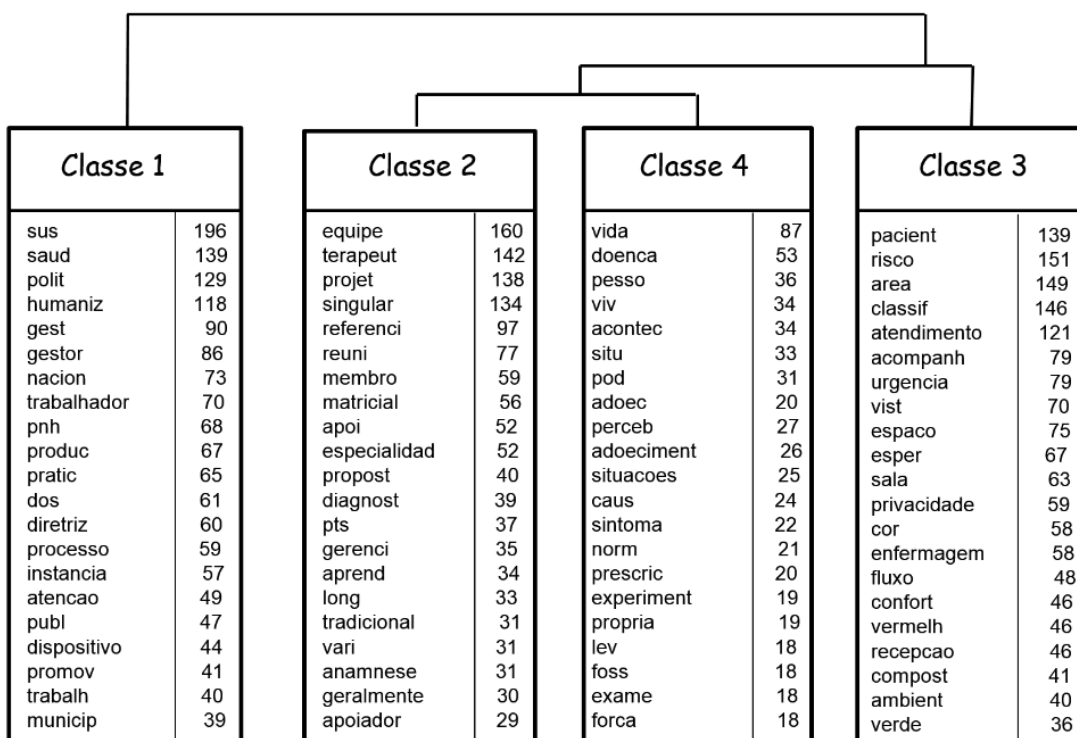 Classe 1
sus 196
saud 139
polit 129
humaniz 118
gest 90
gestor 86
nacion 73
trabalhador 70
pnh 68
produc 67
pratic 65
dos 61
diretriz 60
processo 59
instancia 57
atencao 49
publ 47
dispositivo 44
promov 41
trabalh 40
municip 39
Classe 2
equipe 160
terapeut 142
projet 138
singular 134
referenci 97
reuni 77
membro 59
matricial 56
apoi 52
especialidad 52
propost 40
diagnost 39
pts 37
gerenci 35
aprend 34
long 33
tradicional 31
vari 31
anamnese 31
geralmente 30
apoiador 29
Classe 4
vida 87
doenca 53
pesso 36
viv 34
acontec 34
situ 33
pod 31
adoec 20
perceb 27
adoeciment 26
situacoes 25
caus 24
sintoma 22
norm 21
prescric 20
experiment 19
propria 19
lev 18
foss 18
exame 18
forca 18
Classe 3
pacient 139
risco 151
area 149
classif 146
atendimento 121
acompanh 79
urgencia 79
vist 70
espaco 75
esper 67
sala 63
privacidade 59
cor 58
enfermagem 58
fluxo 48
confort 46
vermelh 46
recepcao 46
compost 41
ambient 40
verde 36